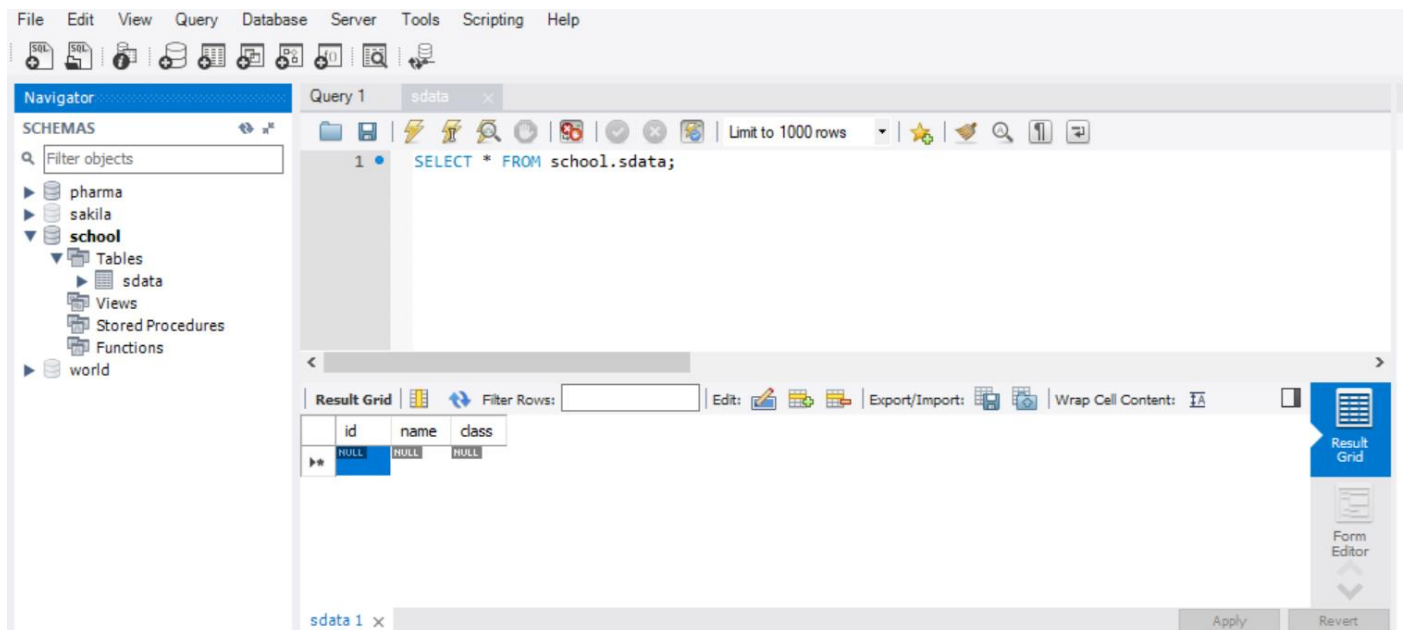 File Edit View Query Database Server Tools Scripting Help
SQL SQL
Navigator
SCHEMAS
Filter objects
pharma
sakila
school
Tables
sdata
Views
Stored Procedures
Functions
world
Query 1 sdata
Limit to 1000 rows
1 SELECT * FROM school.sdata;
Result Grid Filter Rows: Edit: Export/Import: Wrap Cell Content: IA
id name class
NULL NULL NULL
Result
Grid
Form
Editor
sdata 1 Apply Revert